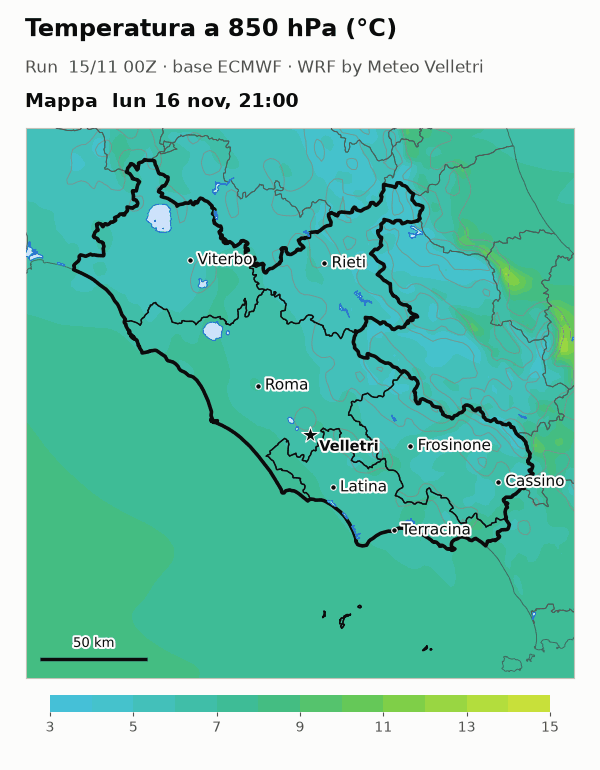 Temperatura a 850 hPa (°C)
Run  15/11 00Z · base ECMWF · WRF by Meteo Velletri
Mappa  lun 16 nov, 21:00
Viterbo
Rieti
Roma
Velletri
Frosinone
Cassino
Latina
Terracina
50 km
3 5 7 9 11 13 15